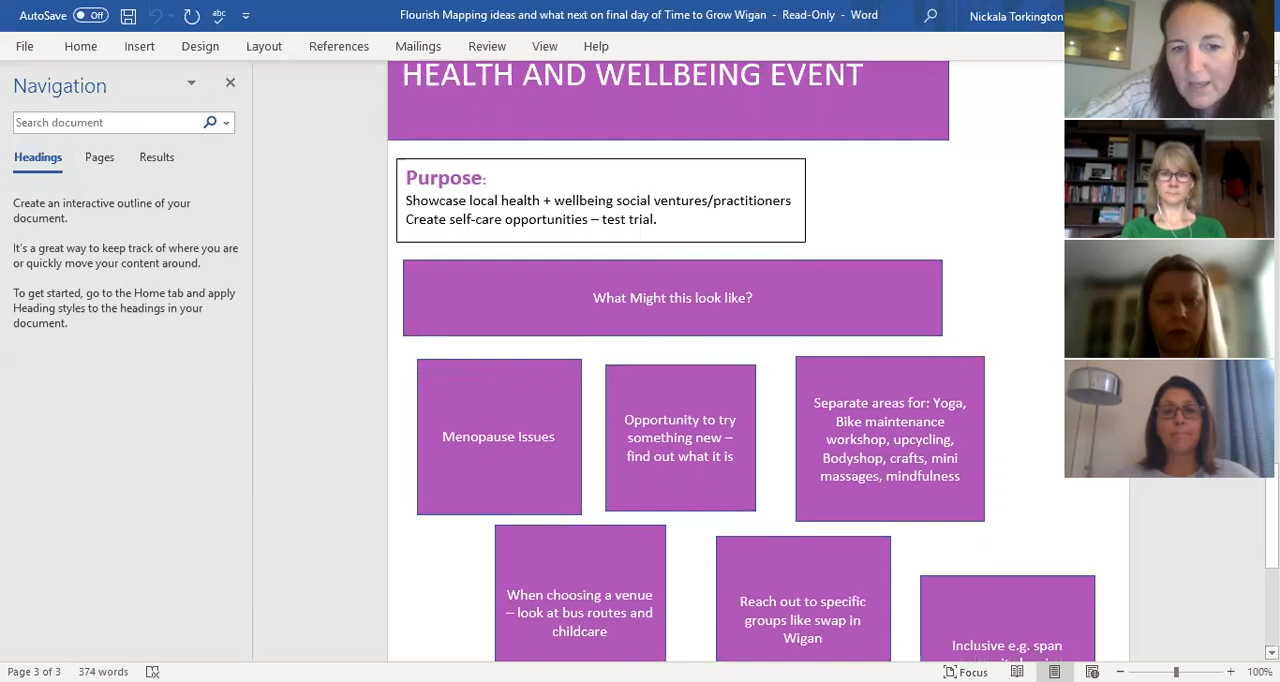 AutoSave Off
Flourish Mapping ideas and what next on final day of Time to Grow Wigan - Read-Only - Word
Nickala Torkington
File Home Insert Design Layout References Mailings Review View Help
Navigation
Search document
Headings Pages Results
Create an interactive outline of your
document.
It's a great way to keep track of where you are
or quickly move your content around.
To get started, go to the Home tab and apply
Heading styles to the headings in your
document.
HEALTH AND WELLBEING EVENT
Purpose:
Showcase local health + wellbeing social ventures/practitioners
Create self-care opportunities – test trial.
What Might this look like?
Menopause Issues
Opportunity to try
something new –
find out what it is
Separate areas for: Yoga,
Bike maintenance
workshop, upcycling,
Bodyshop, crafts, mini
massages, mindfulness
When choosing a venue
– look at bus routes and
childcare
Reach out to specific
groups like swap in
Wigan
Inclusive e.g. span
Page 3 of 3 374 words
Focus
100%